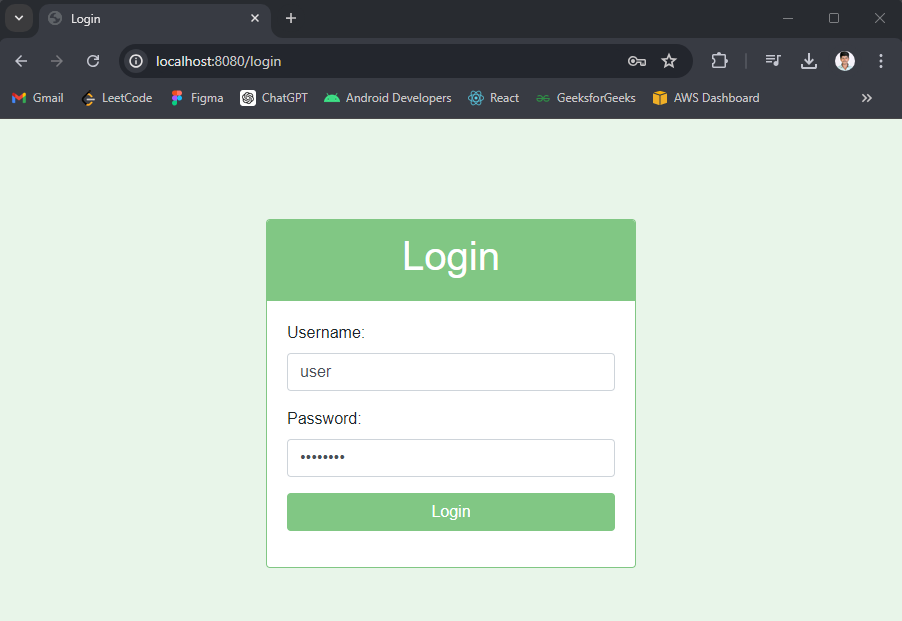 Login
localhost:8080/login
Gmail LeetCode Figma ChatGPT Android Developers React GeeksforGeeks AWS Dashboard
Login
Username:
user
Password:
••••••••
Login